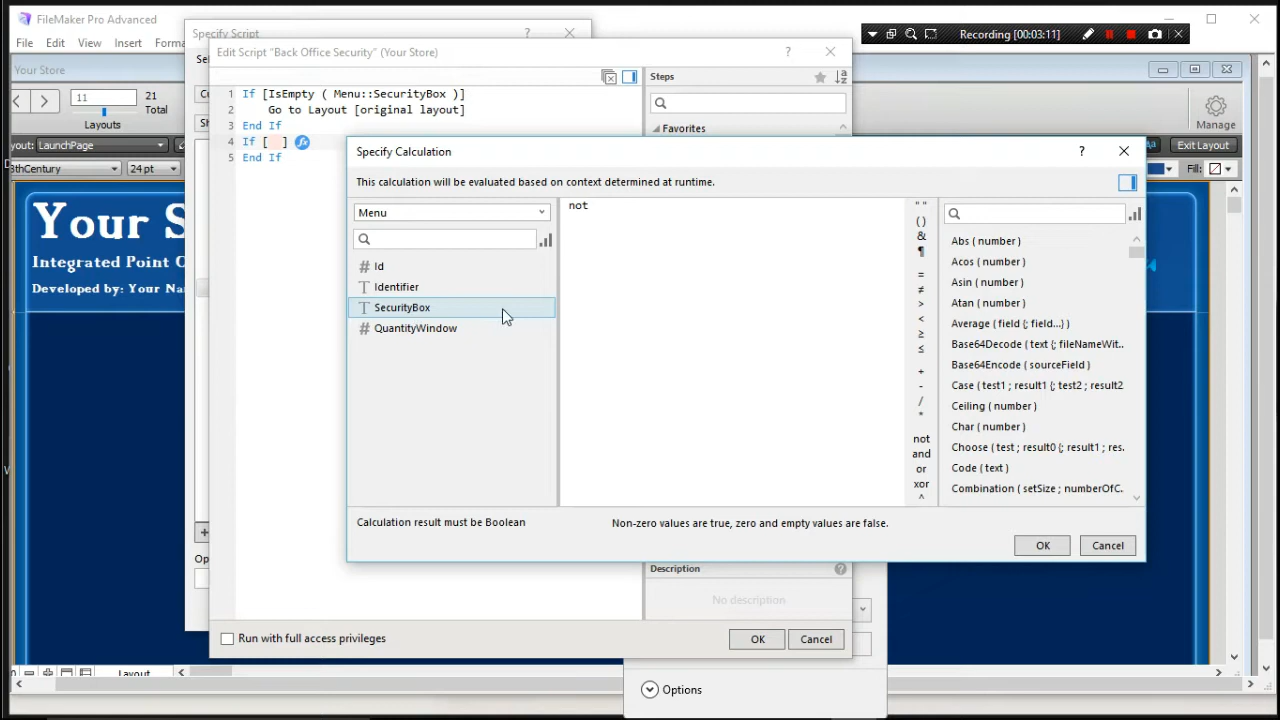 FileMaker Pro Advanced
File Edit View Insert Forma
Specify Script
Recording [00:03:11]
Edit Script "Back Office Security" (Your Store)
Your Store
11
21
Total
Layouts
Manage
LaunchPage
Exit Layout
24 pt
Fill:
1 If [IsEmpty ( Menu::SecurityBox )]
2 Go to Layout [original layout]
3 End If
4 If [ ]
5 End If
Steps
Favorites
Your S
Integrated Point O
Developed by: Your Na
Specify Calculation
This calculation will be evaluated based on context determined at runtime.
Menu
Id
Identifier
SecurityBox
QuantityWindow
not
" "
()
&
¶
=
≠
>
<
≥
≤
+
-
/
*
not
and
or
xor
^
Abs ( number )
Acos ( number )
Asin ( number )
Atan ( number )
Average ( field {; field...} )
Base64Decode ( text {; fileNameWit..
Base64Encode ( sourceField )
Case ( test1 ; result1 {; test2 ; result2
Ceiling ( number )
Char ( number )
Choose ( test ; result0 {; result1 ; res.
Code ( text )
Combination ( setSize ; numberOfC.
Calculation result must be Boolean
Non-zero values are true, zero and empty values are false.
OK Cancel
Description
No description
Run with full access privileges
OK Cancel
Layout
Options